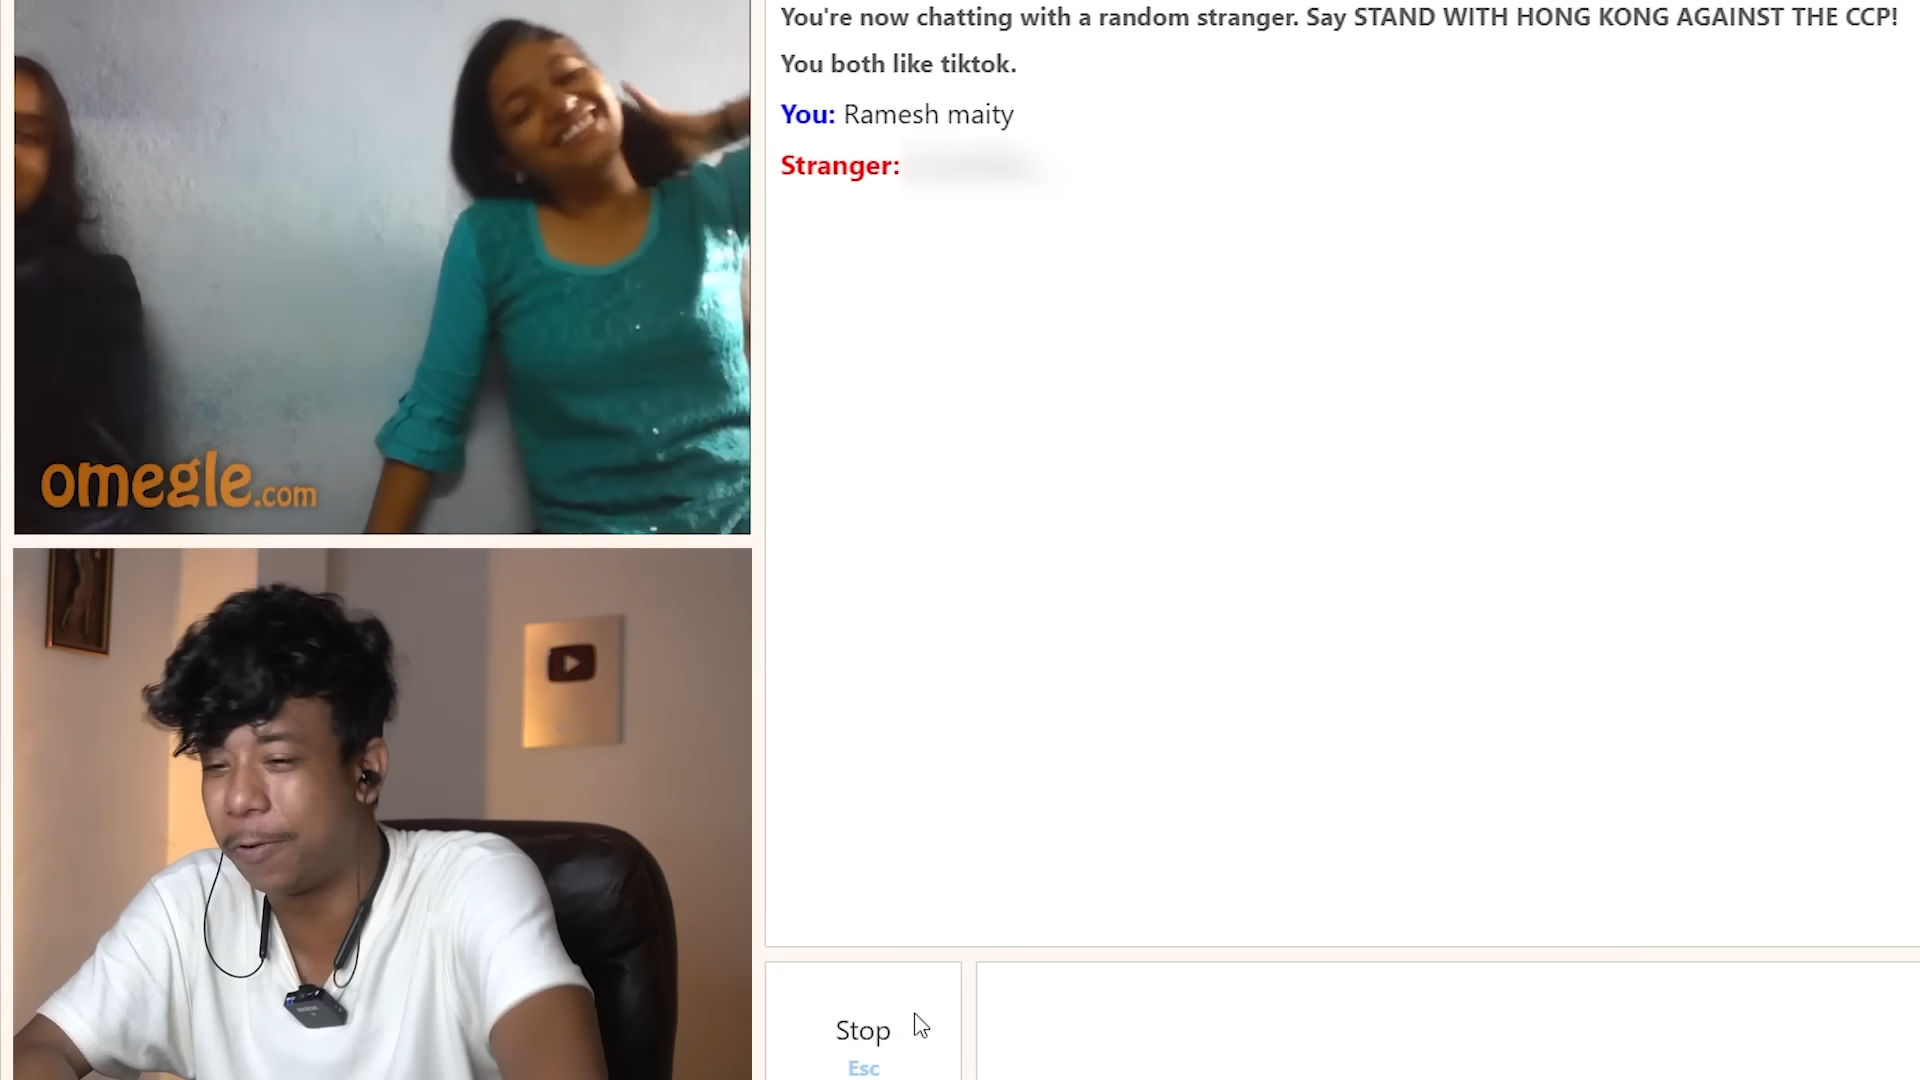 You're now chatting with a random stranger. Say STAND WITH HONG KONG AGAINST THE CCP!
You both like tiktok.
You: Ramesh maity
Stranger:
omegle.com
Stop
Esc